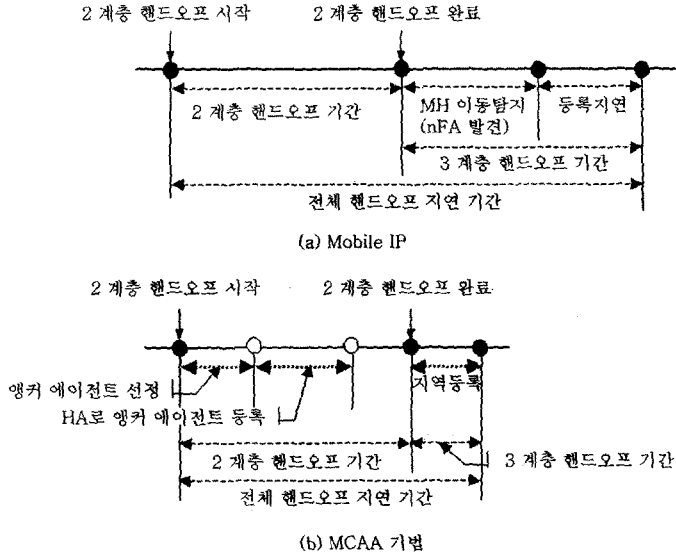 2 계층 핸드오프 시작 2 계층 핸드오프 완료
2 계층 핸드오프 기간
MH 이동탐지
(nFA 발견)
등록지연
3 계층 핸드오프 기간
전체 핸드오프 지연 기간
(a) Mobile IP
2 계층 핸드오프 시작 2 계층 핸드오프 완료
앵커 에이전트 선정
지역등록
HA로 앵커 에이전트 등록
2 계층 핸드오프 기간
3 계층 핸드오프 기간
전체 핸드오프 지연 기간
(b) MCAA 기법